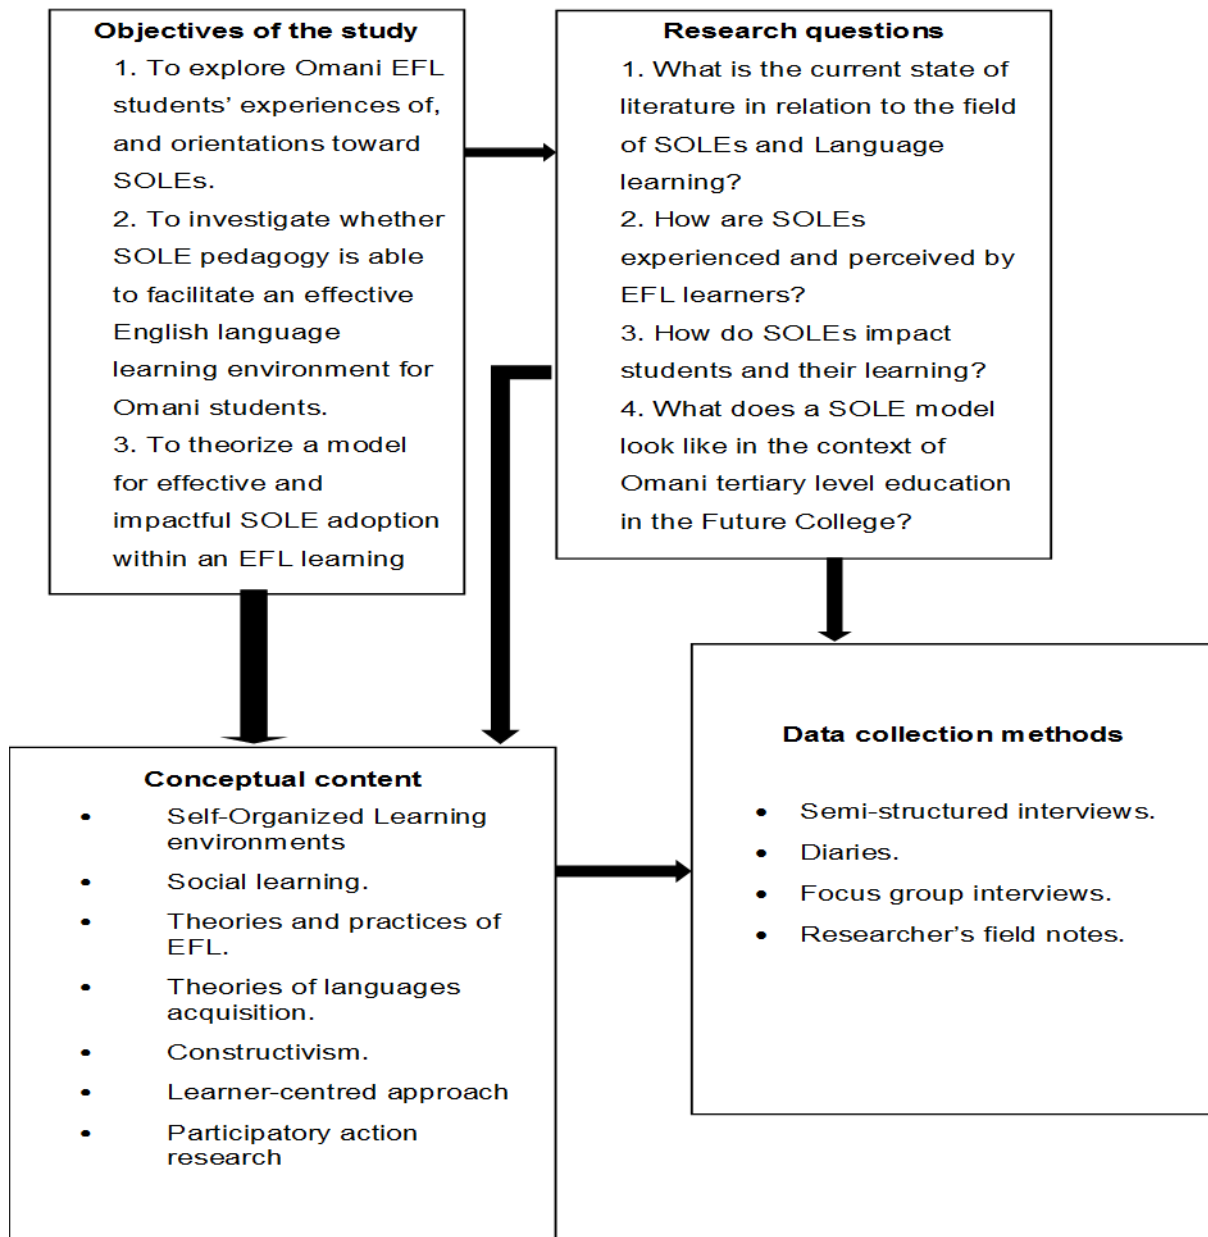 Objectives of the study
1. To explore Omani EFL
students’ experiences of,
and orientations toward
SOLEs.
2. To investigate whether
SOLE pedagogy is able
to facilitate an effective
English language
learning environment for
Omani students.
3. To theorize a model
for effective and
impactful SOLE adoption
within an EFL learning
Research questions
1. What is the current state of
literature in relation to the field
of SOLEs and Language
learning?
2. How are SOLEs
experienced and perceived by
EFL learners?
3. How do SOLEs impact
students and their learning?
4. What does a SOLE model
look like in the context of
Omani tertiary level education
in the Future College?
Conceptual content
• Self-Organized Learning
environments
• Social learning.
• Theories and practices of
EFL.
• Theories of languages
acquisition.
• Constructivism.
• Learner-centred approach
• Participatory action
research
Data collection methods
• Semi-structured interviews.
• Diaries.
• Focus group interviews.
• Researcher’s field notes.